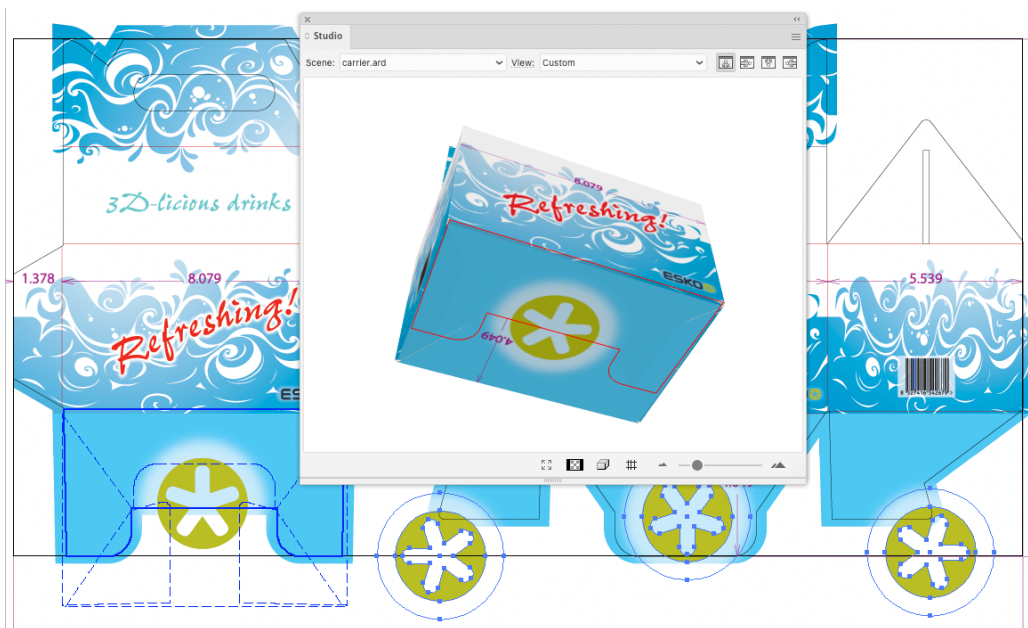 Studio
Scene: carrier.ard View: Custom
8.079
Refreshing!
ESKO
4.049
3D-licious drinks
1.378 8.079 5.539
Refreshing!
ES